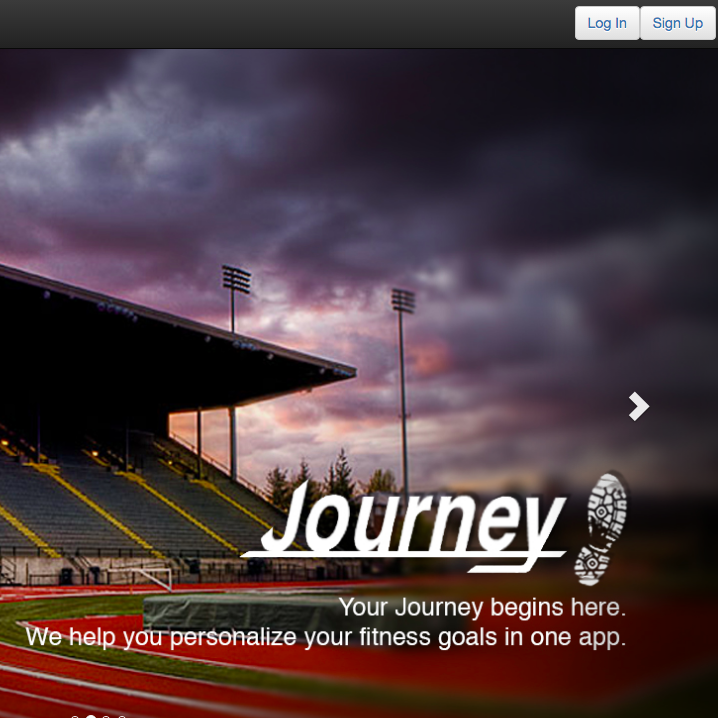 Log In
Sign Up
Journey
Your Journey begins here.
We help you personalize your fitness goals in one app.